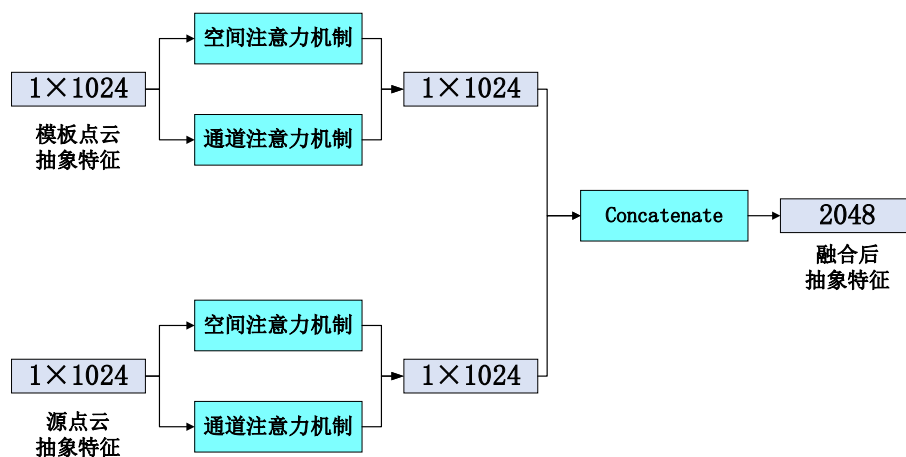 空间注意力机制
1×1024
模板点云
抽象特征
通道注意力机制
1×1024
Concatenate
2048
融合后
抽象特征
空间注意力机制
1×1024
源点云
抽象特征
通道注意力机制
1×1024